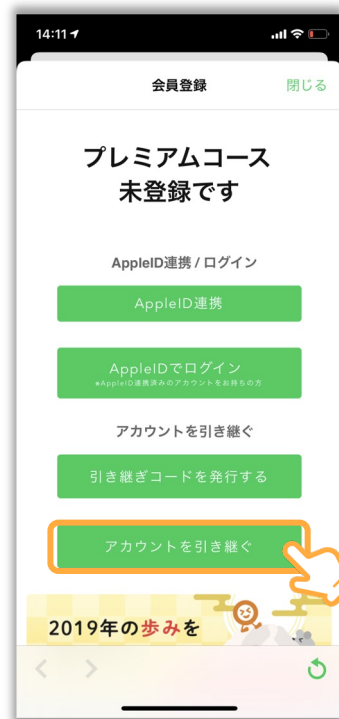 14:11
会員登録
閉じる
プレミアムコース
未登録です
AppleID連携 / ログイン
AppleID連携
AppleIDでログイン
*AppleID連携済みのアカウントをお持ちの方
アカウントを引き継ぐ
引き継ぎコードを発行する
アカウントを引き継ぐ
2019年の歩みを